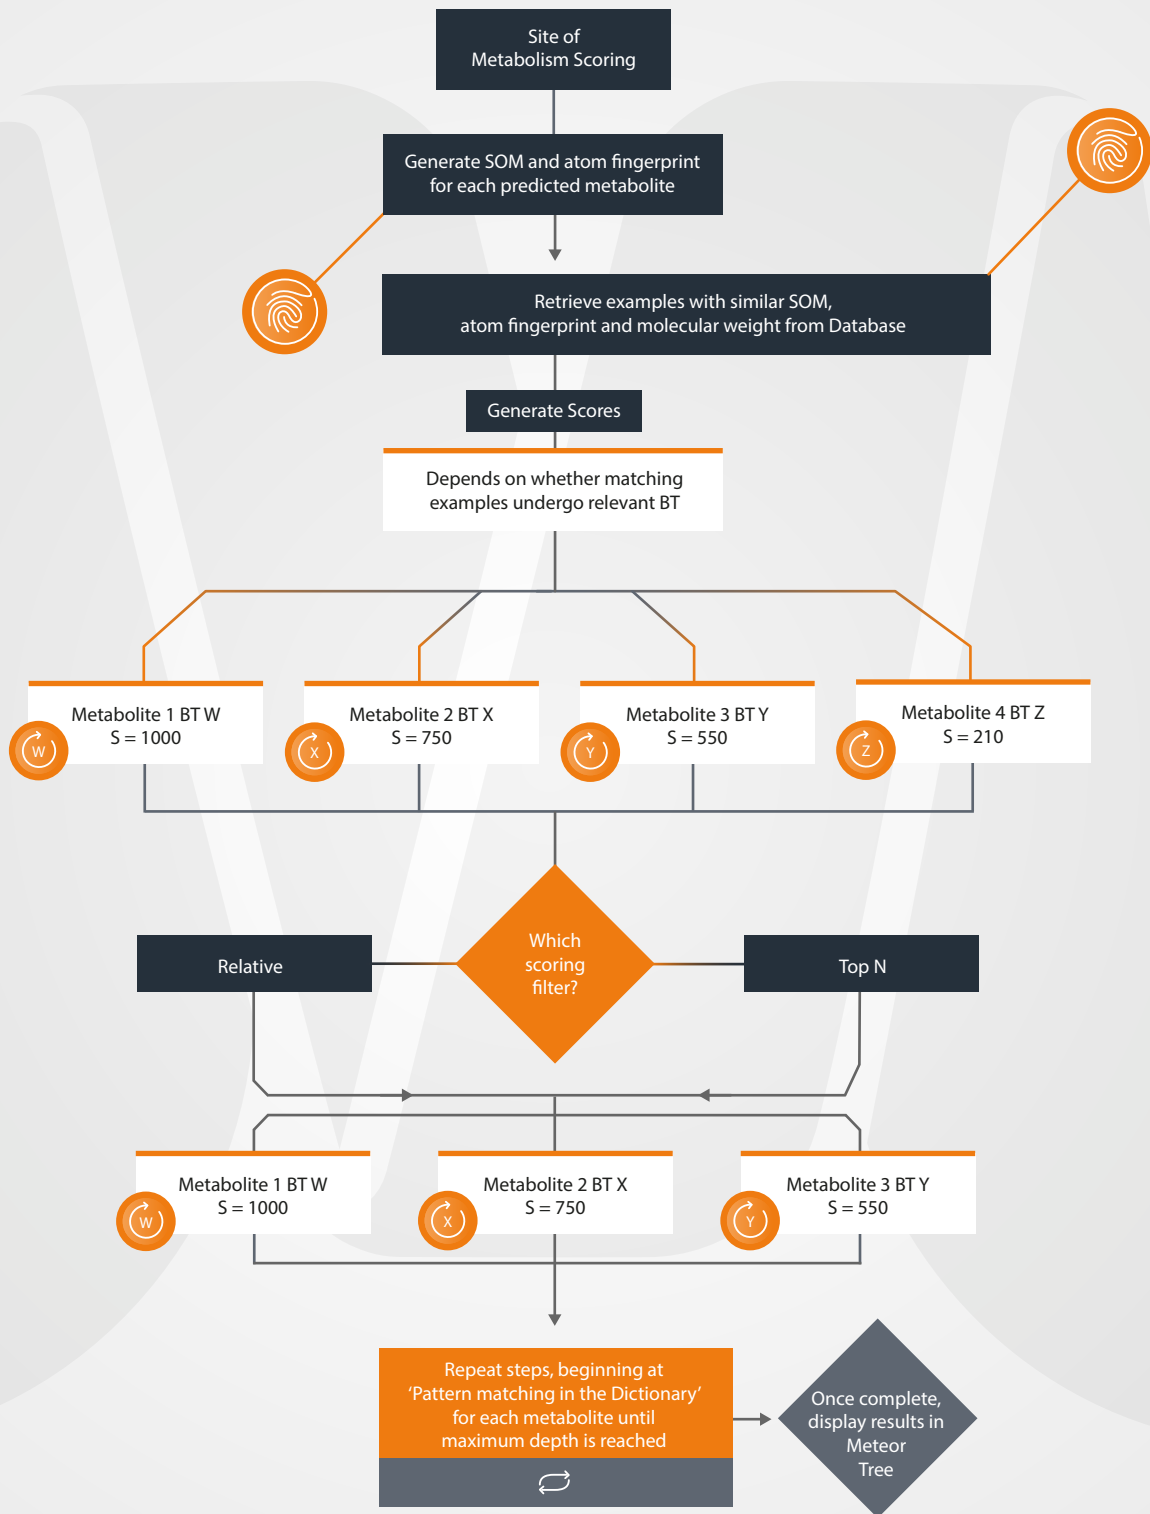 Site of
Metabolism Scoring
Generate SOM and atom fingerprint
for each predicted metabolite
Retrieve examples with similar SOM,
atom fingerprint and molecular weight from Database
Generate Scores
Depends on whether matching
examples undergo relevant BT
Metabolite 1 BT W
S = 1000
W
Metabolite 2 BT X
S = 750
X
Metabolite 3 BT Y
S = 550
Y
Metabolite 4 BT Z
S = 210
Z
Which
scoring
filter?
Relative
Top N
Metabolite 1 BT W
S = 1000
W
Metabolite 2 BT X
S = 750
X
Metabolite 3 BT Y
S = 550
Y
Repeat steps, beginning at
‘Pattern matching in the Dictionary’
for each metabolite until
maximum depth is reached
Once complete,
display results in
Meteor
Tree